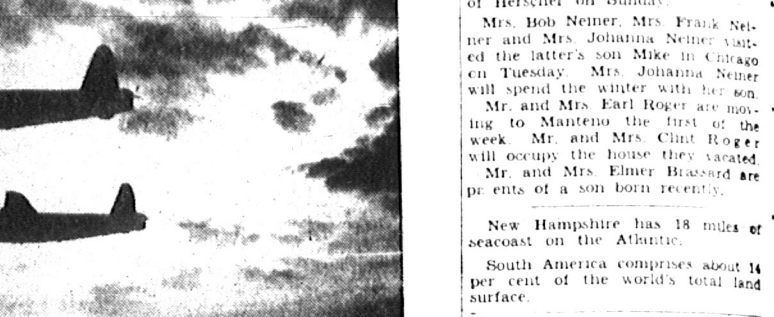 of Herscher on Sunday.
Mrs. Bob Neiner, Mrs. Frank Nei-
ner and Mrs. Johanna Neiner visit-
ed the latter's son Mike in Chicago
on Tuesday. Mrs. Johanna Neiner
will spend the winter with her son.
Mr. and Mrs. Earl Roger are mov-
ing to Manteno the first of the
week. Mr. and Mrs. Clint Roger
will occupy the house they vacated.
Mr. and Mrs. Elmer Brassard are
pr ents of a son born recently.
New Hampshire has 18 miles of
seacoast on the Atlantic.
South America comprises about 14
per cent of the world's total land
surface.